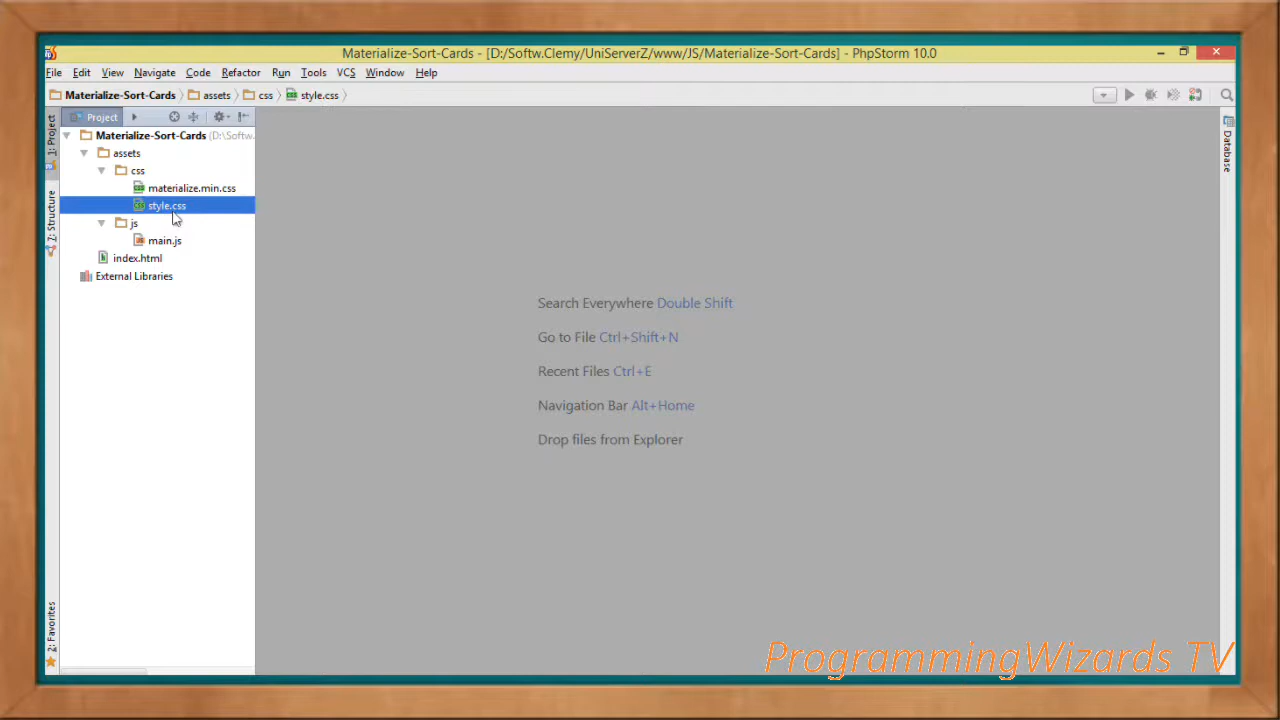 Materialize-Sort-Cards - [D:/Softw.Clemy/UniServerZ/www/JS/Materialize-Sort-Cards] - PhpStorm 10.0
File Edit View Navigate Code Refactor Run Tools VCS Window Help
Materialize-Sort-Cards assets css style.css
Project
1: Project
Materialize-Sort-Cards (D:\Softw.
assets
css
materialize.min.css
style.css
js
main.js
index.html
External Libraries
7: Structure
2: Favorites
Database
Search Everywhere Double Shift
Go to File Ctrl+Shift+N
Recent Files Ctrl+E
Navigation Bar Alt+Home
Drop files from Explorer
ProgrammingWizards TV